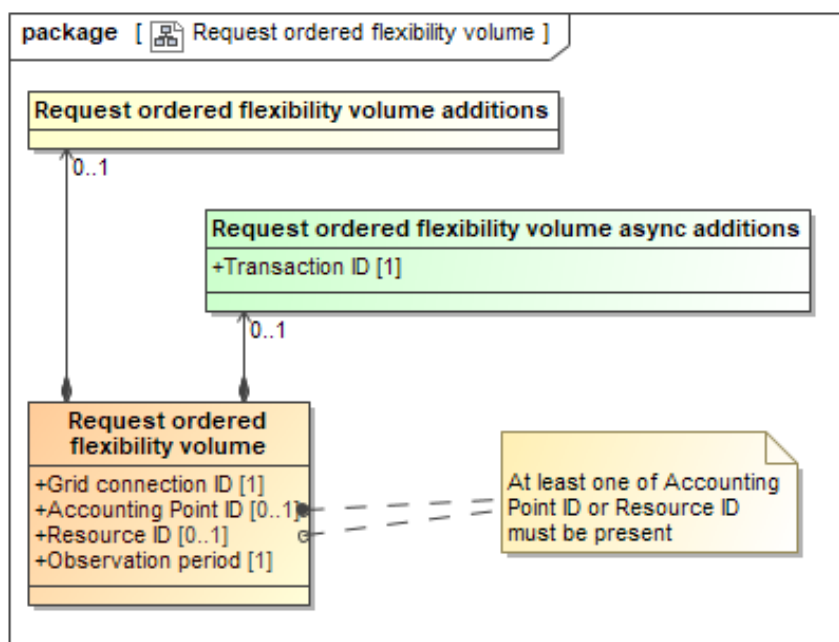 package [ Request ordered flexibility volume ]
Request ordered flexibility volume additions
0..1
Request ordered flexibility volume async additions
+Transaction ID [1]
0..1
Request ordered
flexibility volume
+Grid connection ID [1]
+Accounting Point ID [0..1]
+Resource ID [0..1]
+Observation period [1]
At least one of Accounting
Point ID or Resource ID
must be present